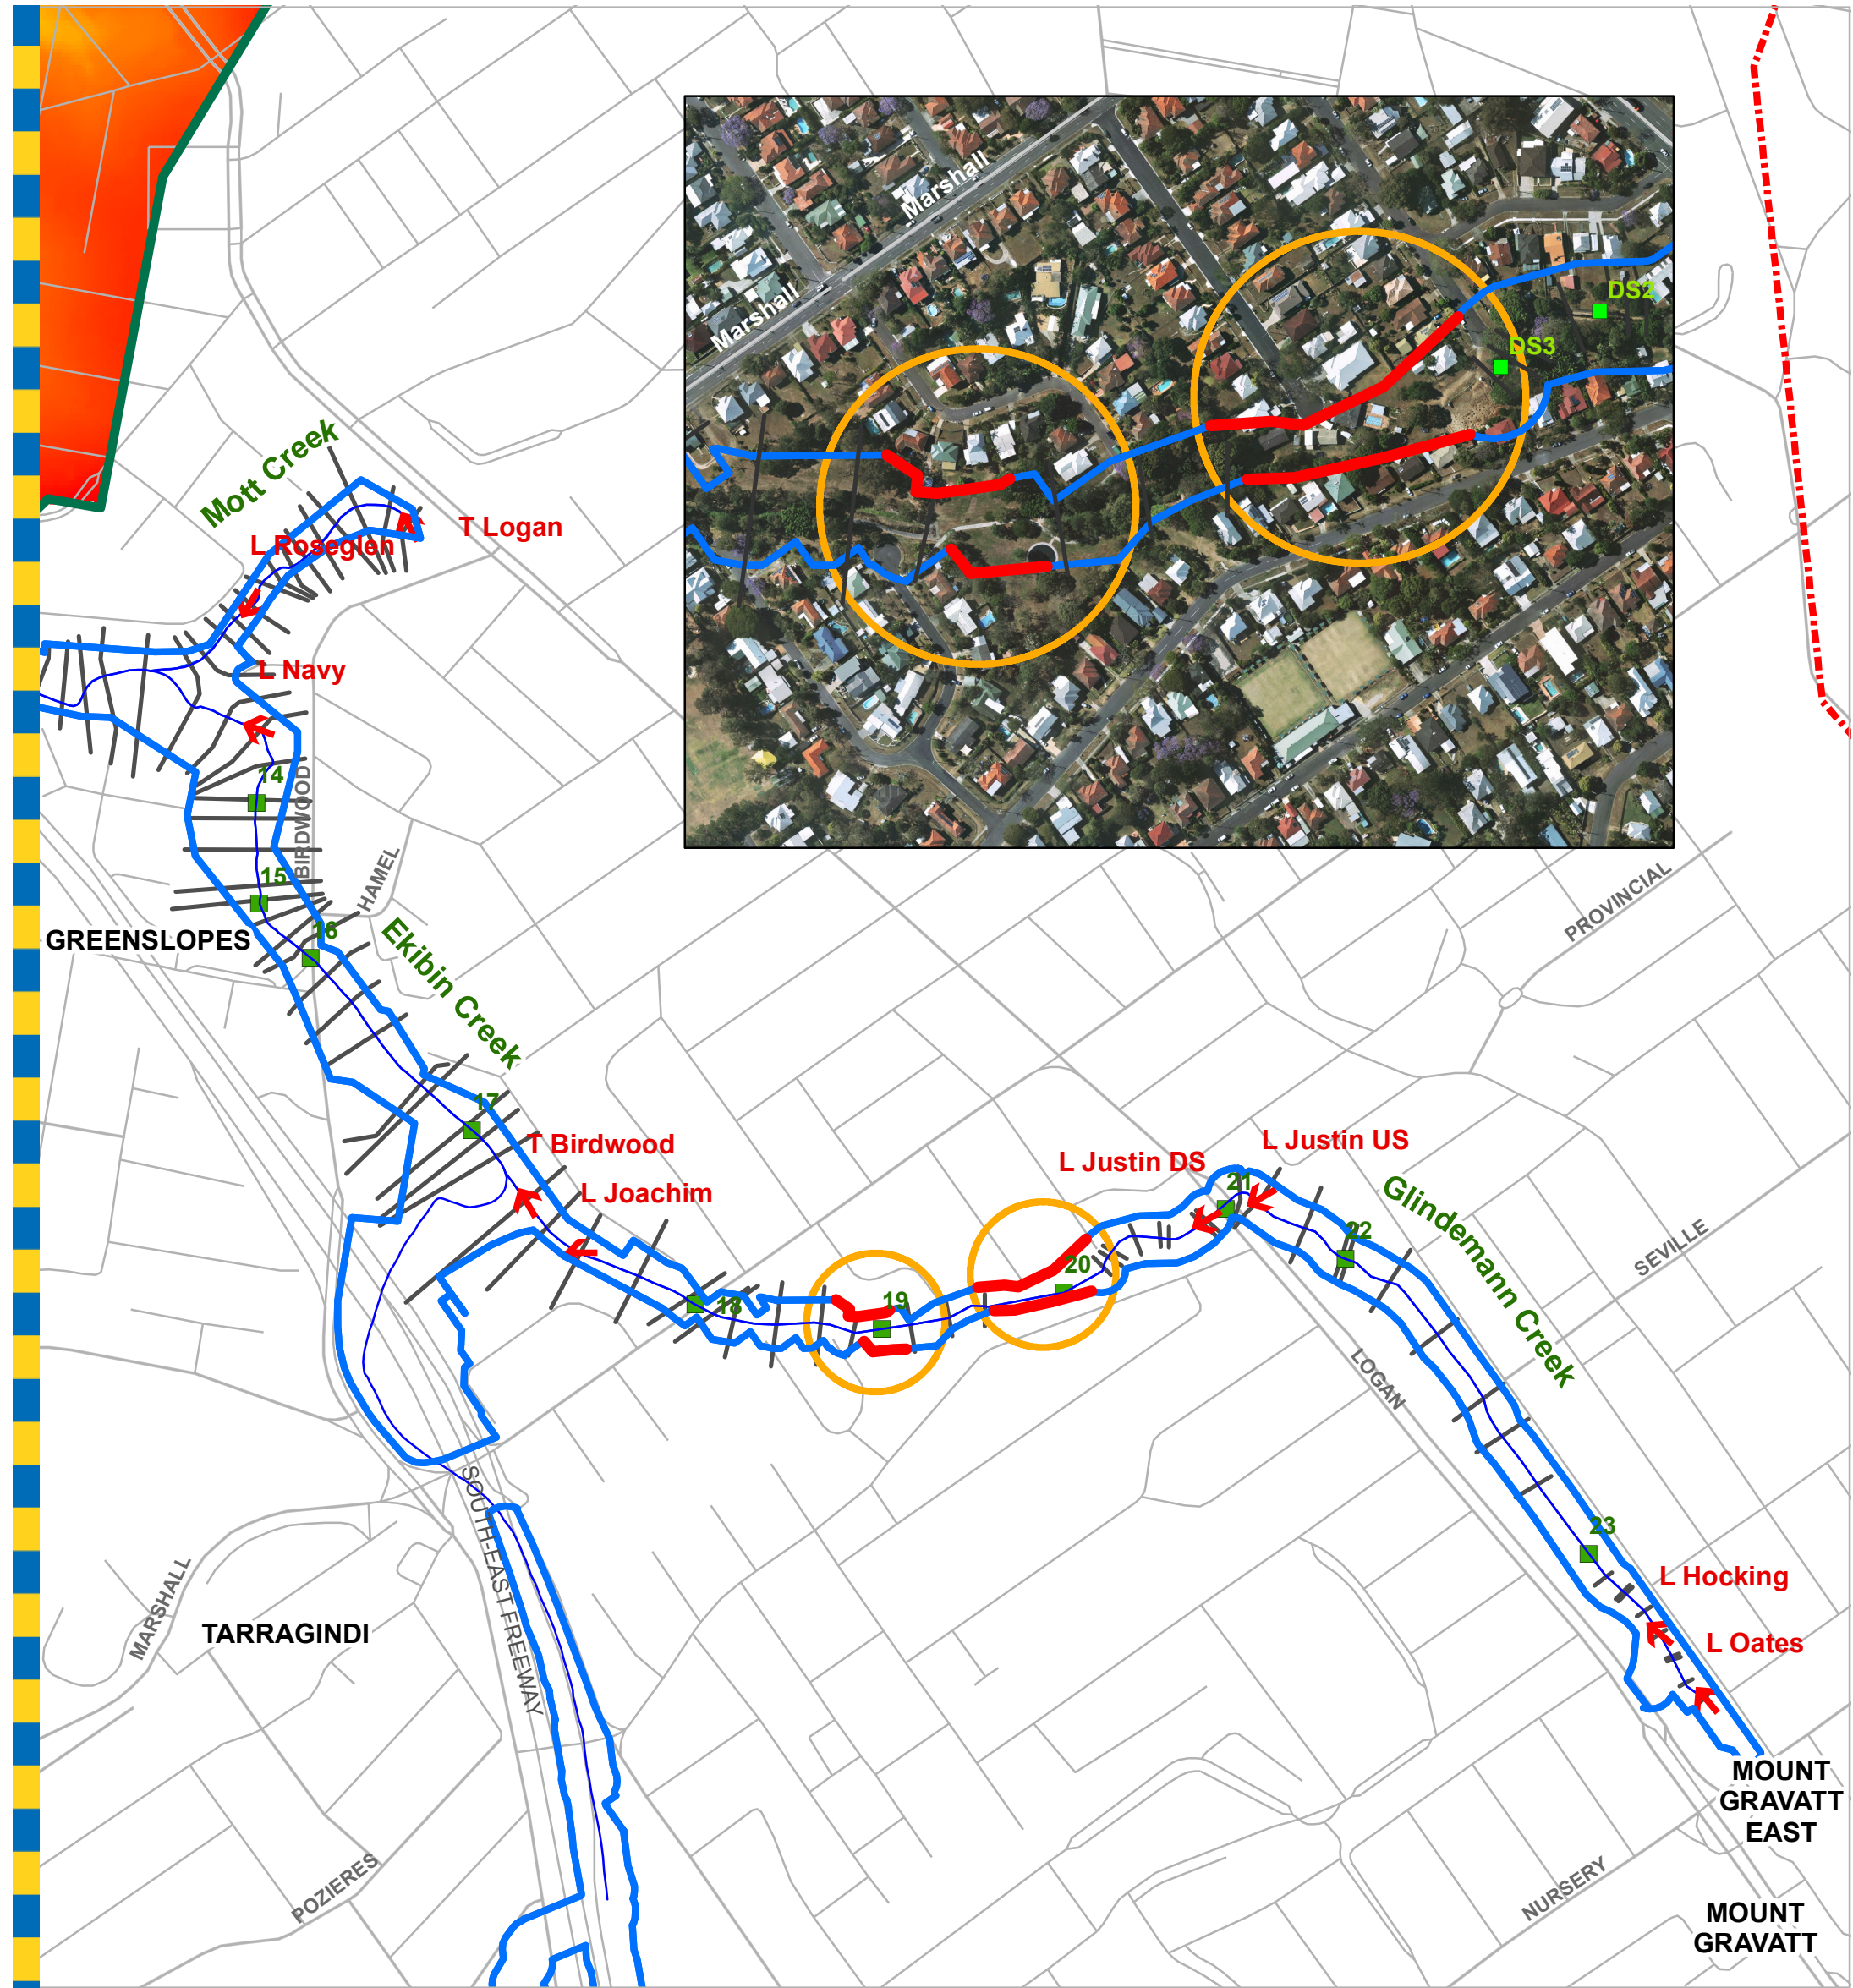 Marshall
Marshall
DS2
DS3
Mott Creek
T Logan
L Roseglen
L Navy
14
BIRDWOOD
15
HAMEL
16
GREENSLOPES
Ekibin Creek
PROVINCIAL
17
T Birdwood
L Joachim
L Justin DS
L Justin US
21
Glindemann Creek
22
SEVILLE
20
19
18
LOGAN
SOUTH-EAST FREEWAY
23
L Hocking
MARSHALL
TARRAGINDI
L Oates
MOUNT
GRAVATT
EAST
POZIERES
NURSERY
MOUNT
GRAVATT